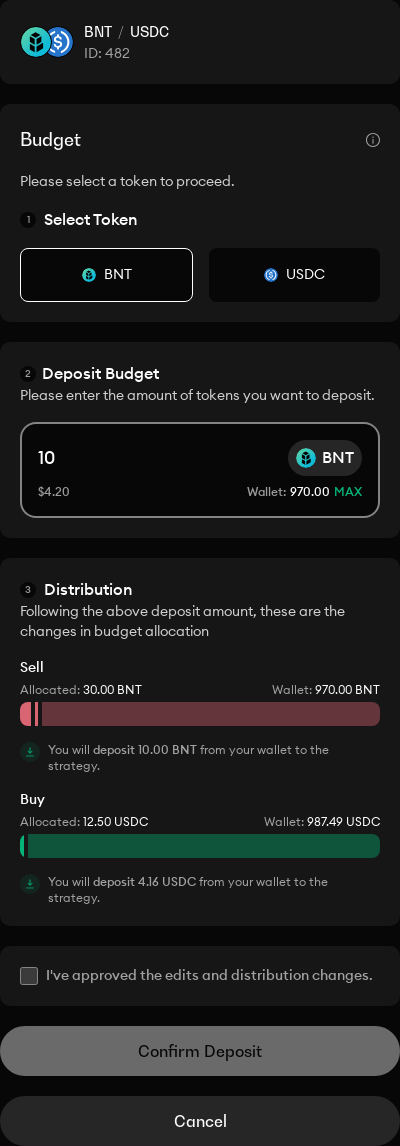 BNT / USDC
ID: 482
Budget
Please select a token to proceed.
1 Select Token
BNT
USDC
2 Deposit Budget
Please enter the amount of tokens you want to deposit.
10
BNT
$4.20
Wallet: 970.00 MAX
3 Distribution
Following the above deposit amount, these are the
changes in budget allocation
Sell
Allocated: 30.00 BNT
Wallet: 970.00 BNT
You will deposit 10.00 BNT from your wallet to the
strategy.
Buy
Allocated: 12.50 USDC
Wallet: 987.49 USDC
You will deposit 4.16 USDC from your wallet to the
strategy.
I've approved the edits and distribution changes.
Confirm Deposit
Cancel